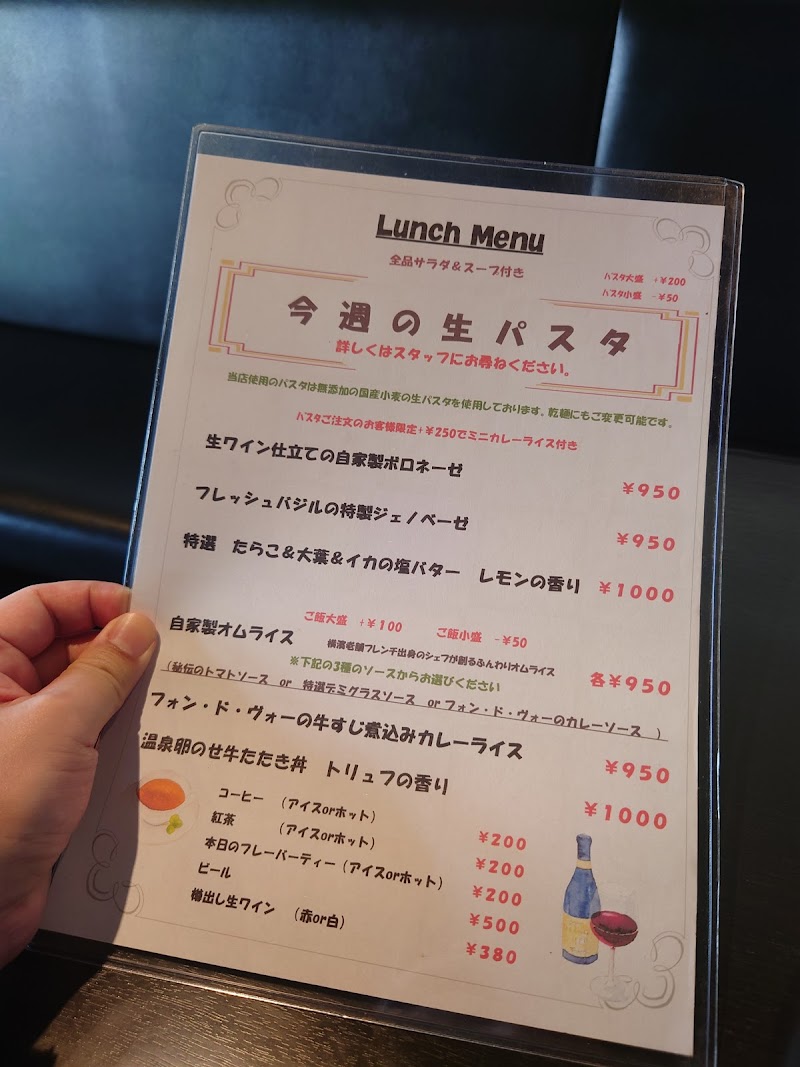 Lunch Menu
全品サラダ＆スープ付き
パスタ大盛 +¥200
パスタ小盛 -¥50
今週の生パスタ
詳しくはスタッフにお尋ねください。
当店使用のパスタは無添加の国産小麦の生パスタを使用しております。乾麺にもご変更可能です。
パスタご注文のお客様限定+¥250でミニカレーライス付き
生ワイン仕立ての自家製ボロネーゼ ¥950
フレッシュバジルの特製ジェノベーゼ ¥950
特選 たらこ＆大葉＆イカの塩バター レモンの香り ¥1000
ご飯大盛 +¥100 ご飯小盛 -¥50
自家製オムライス 横濱老舗フレンチ出身のシェフが創るふんわりオムライス 各¥950
※下記の3種のソースからお選びください
（秘伝のトマトソース or 特選デミグラスソース or フォン・ド・ヴォーのカレーソース ）
フォン・ド・ヴォーの牛すじ煮込みカレーライス ¥950
温泉卵のせ牛たたき丼 トリュフの香り ¥1000
コーヒー （アイスorホット） ¥200
紅茶 （アイスorホット） ¥200
本日のフレーバーティー（アイスorホット） ¥200
ビール ¥500
樽出し生ワイン （赤or白） ¥380